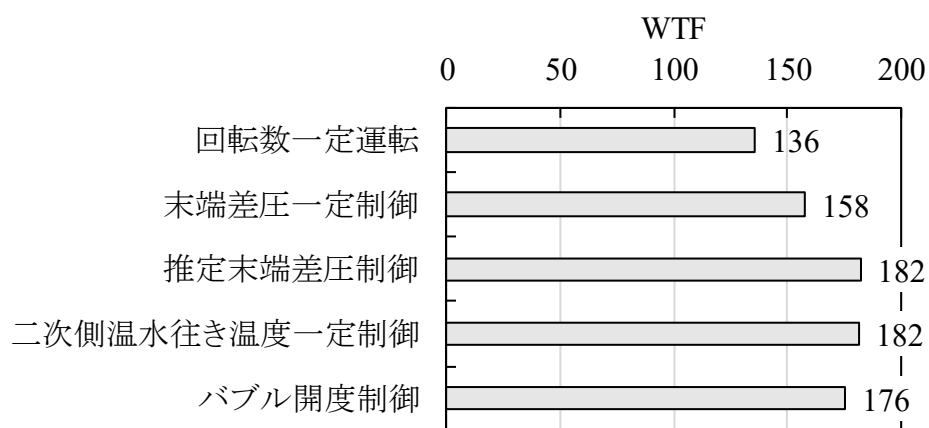 WTF
0 50 100 150 200
回転数一定運転 136
末端差圧一定制御 158
推定末端差圧制御 182
二次側温水往き温度一定制御 182
バブル開度制御 176